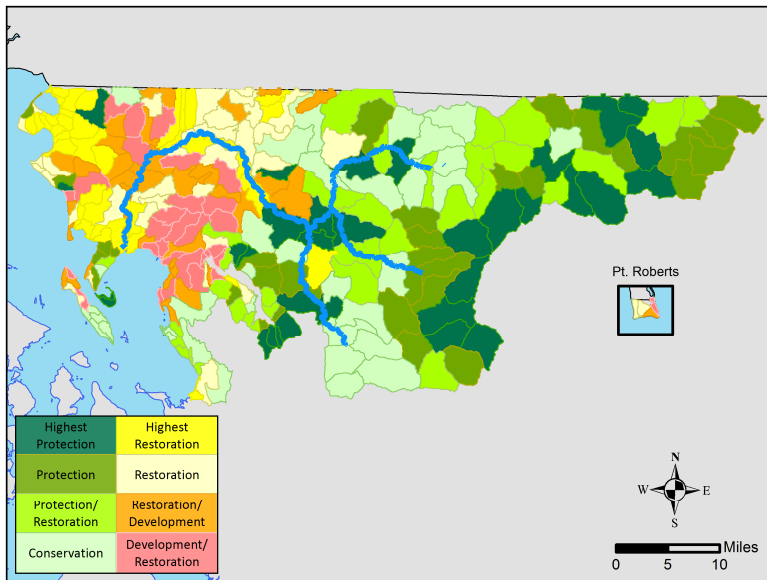 Pt. Roberts
Highest
Protection
Highest
Restoration
Protection
Restoration
Protection/
Restoration
Restoration/
Development
Conservation
Development/
Restoration
N
W
E
S
Miles
0
5
10